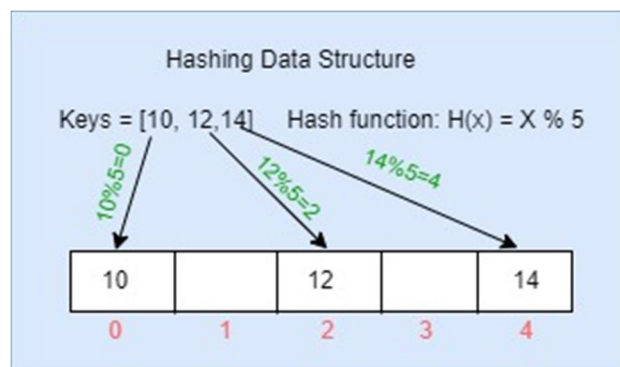 Hashing Data Structure
Keys = [10, 12,14] Hash function: H(x) = X % 5
10%5=0
12%5=2
14%5=4
10 12 14
0 1 2 3 4